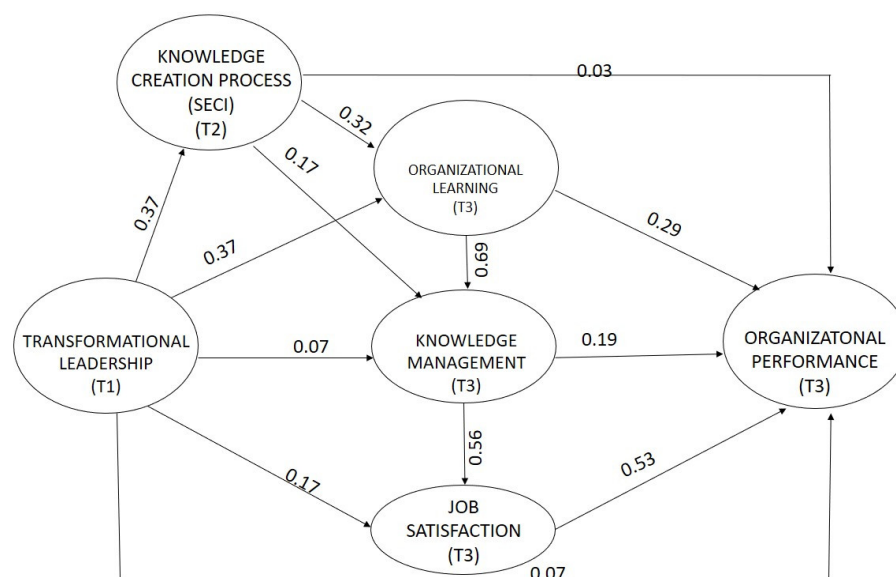 KNOWLEDGE
CREATION PROCESS
(SECI)
(T2)
0.03
0.32
0.17
ORGANIZATIONAL
LEARNING
(T3)
0.37
0.37
0.29
0.69
TRANSFORMATIONAL
LEADERSHIP
(T1)
0.07
KNOWLEDGE
MANAGEMENT
(T3)
0.19
ORGANIZATONAL
PERFORMANCE
(T3)
0.56
0.17
0.53
JOB
SATISFACTION
(T3)
0.07